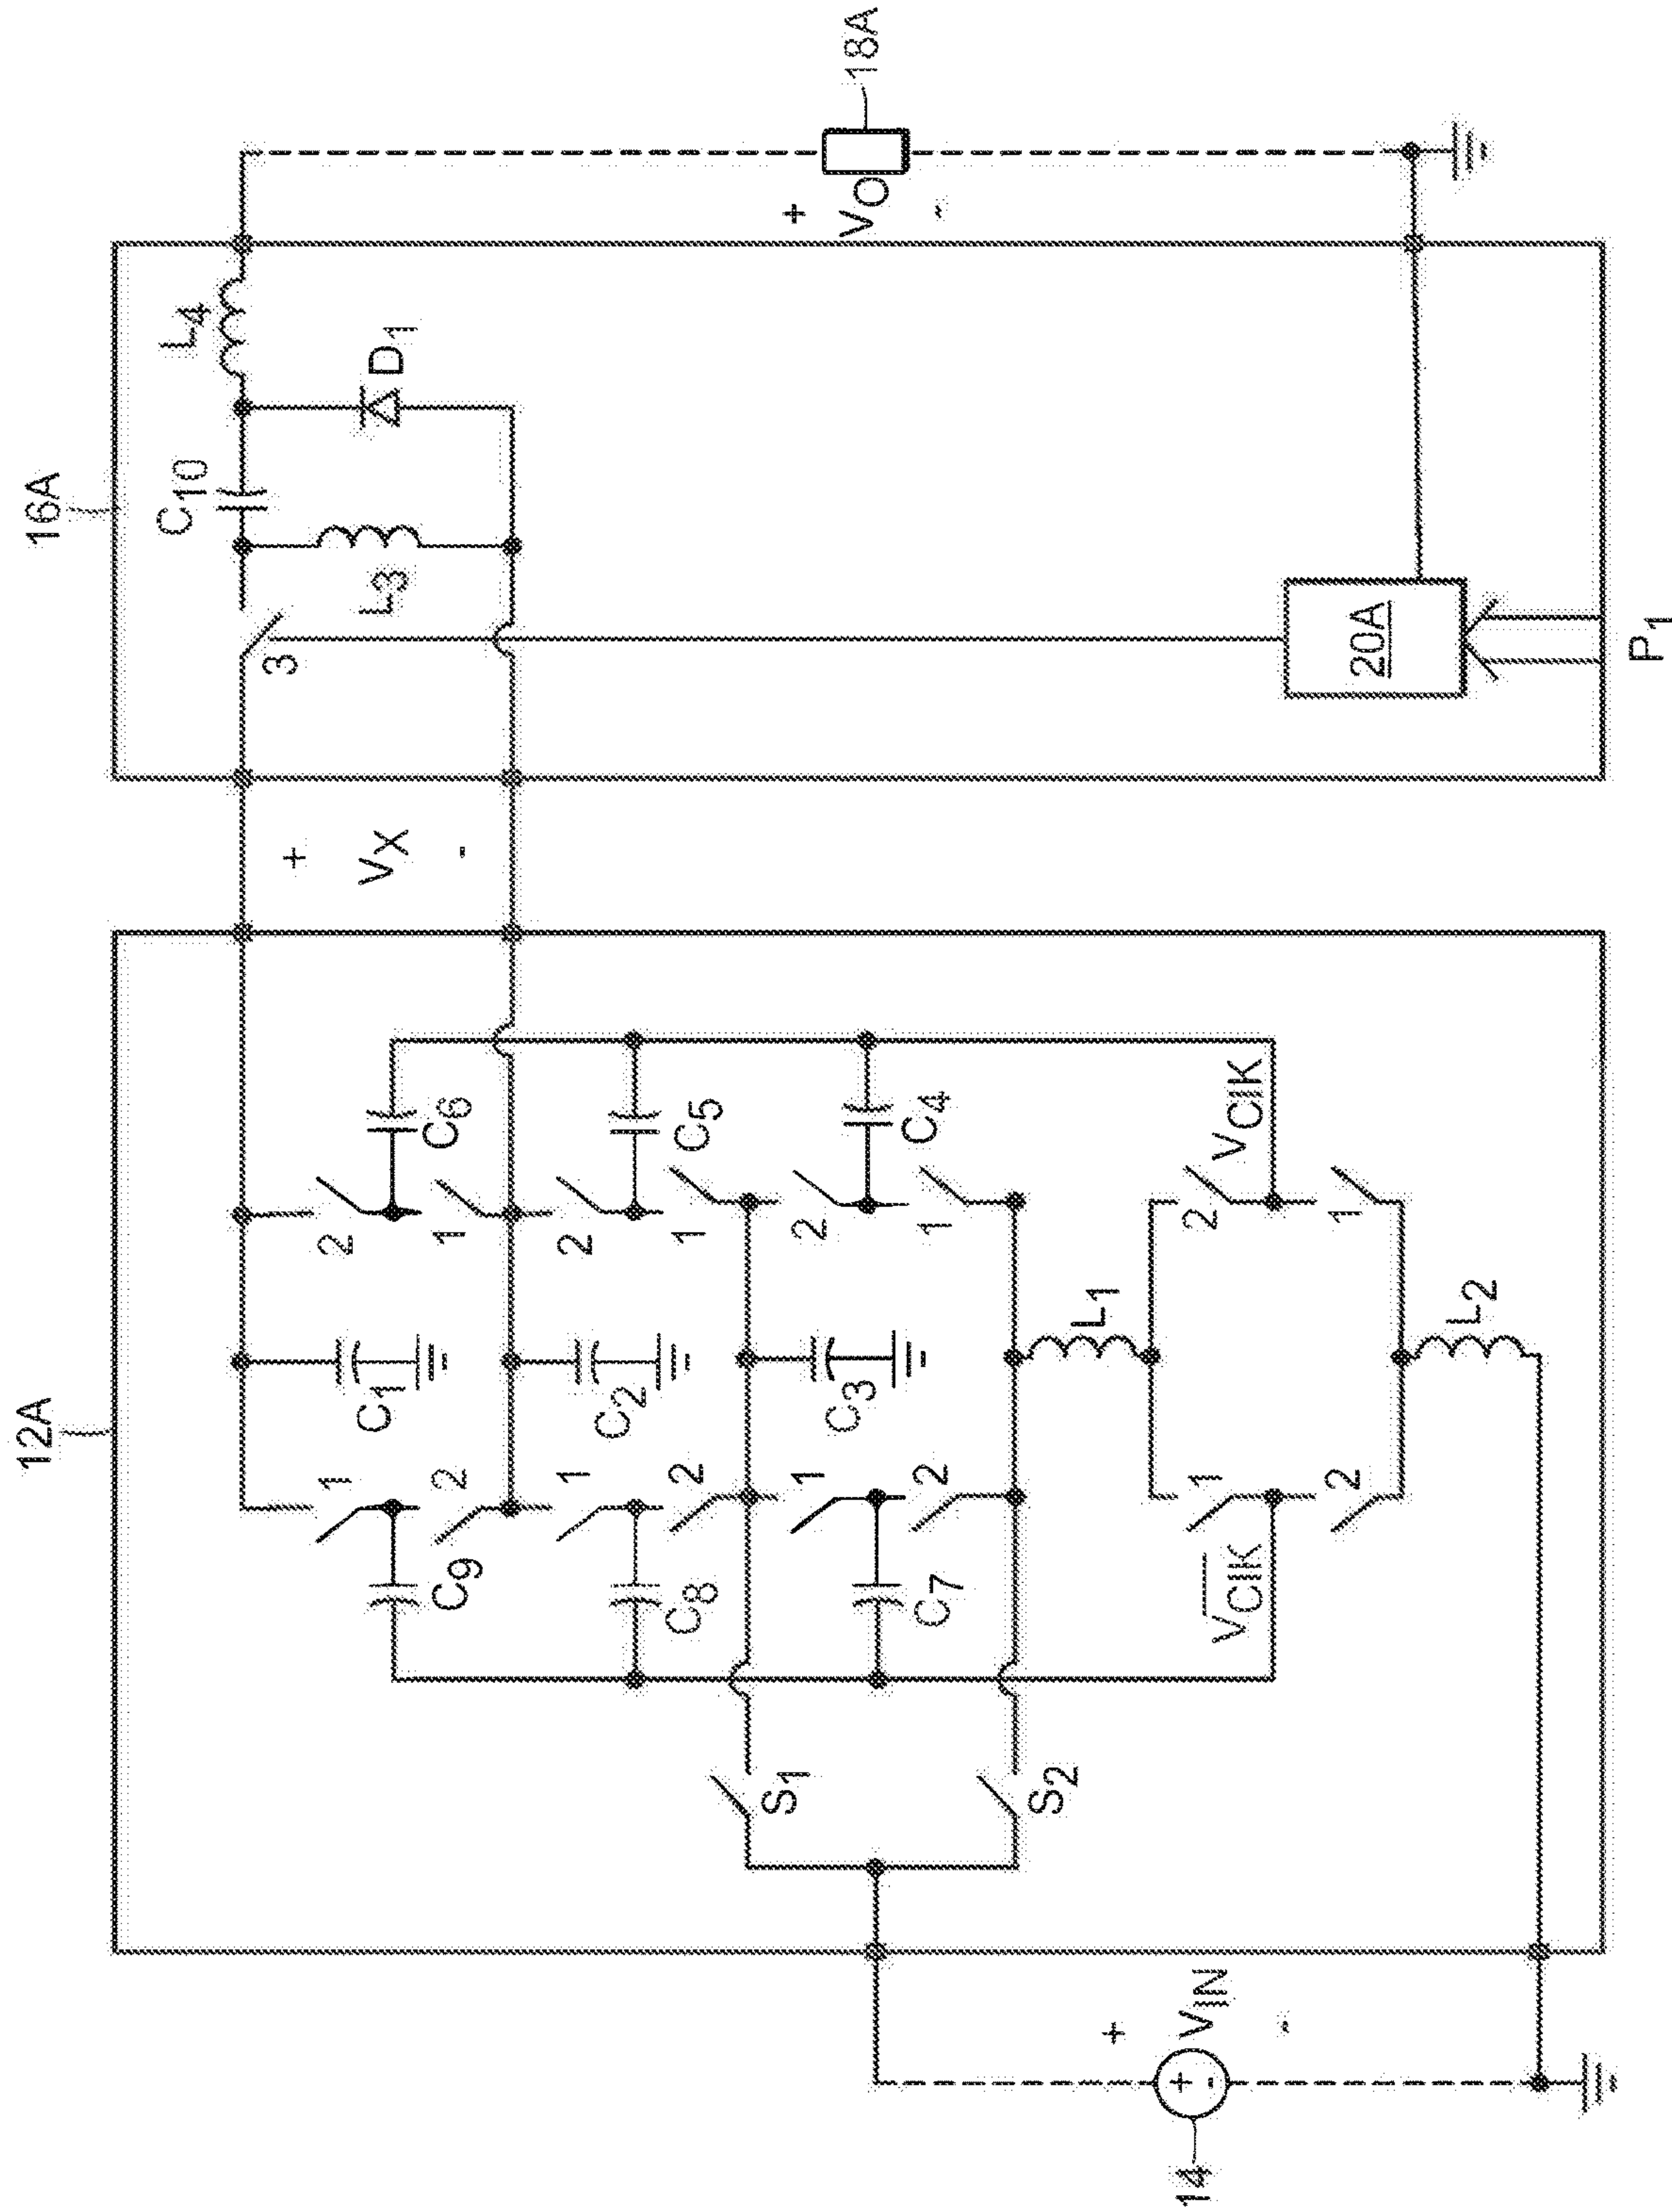 12A
16A
18A
14
20A
C1
C2
C3
C4
C5
C6
C7
C8
C9
C10
L1
L2
L3
L4
D1
S1
S2
1
2
1
2
1
2
1
2
2
1
2
1
2
1
2
1
3
VCIK
VCIK
+
VX
-
+
VO
-
+
VIN
-
+
-
P1